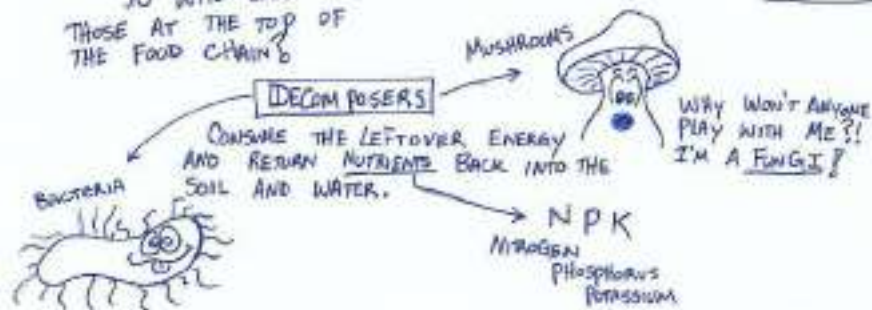 THOSE AT THE TOP OF
THE FOOD CHAIN?
MUSHROOMS
DECOMPOSERS
WHY WON'T ANYONE
PLAY WITH ME?!
I'M A FUNGI!
CONSUME THE LEFTOVER ENERGY
AND RETURN NUTRIENTS BACK INTO THE
SOIL AND WATER.
BACTERIA
N P K
NITROGEN
PHOSPHORUS
POTASSIUM